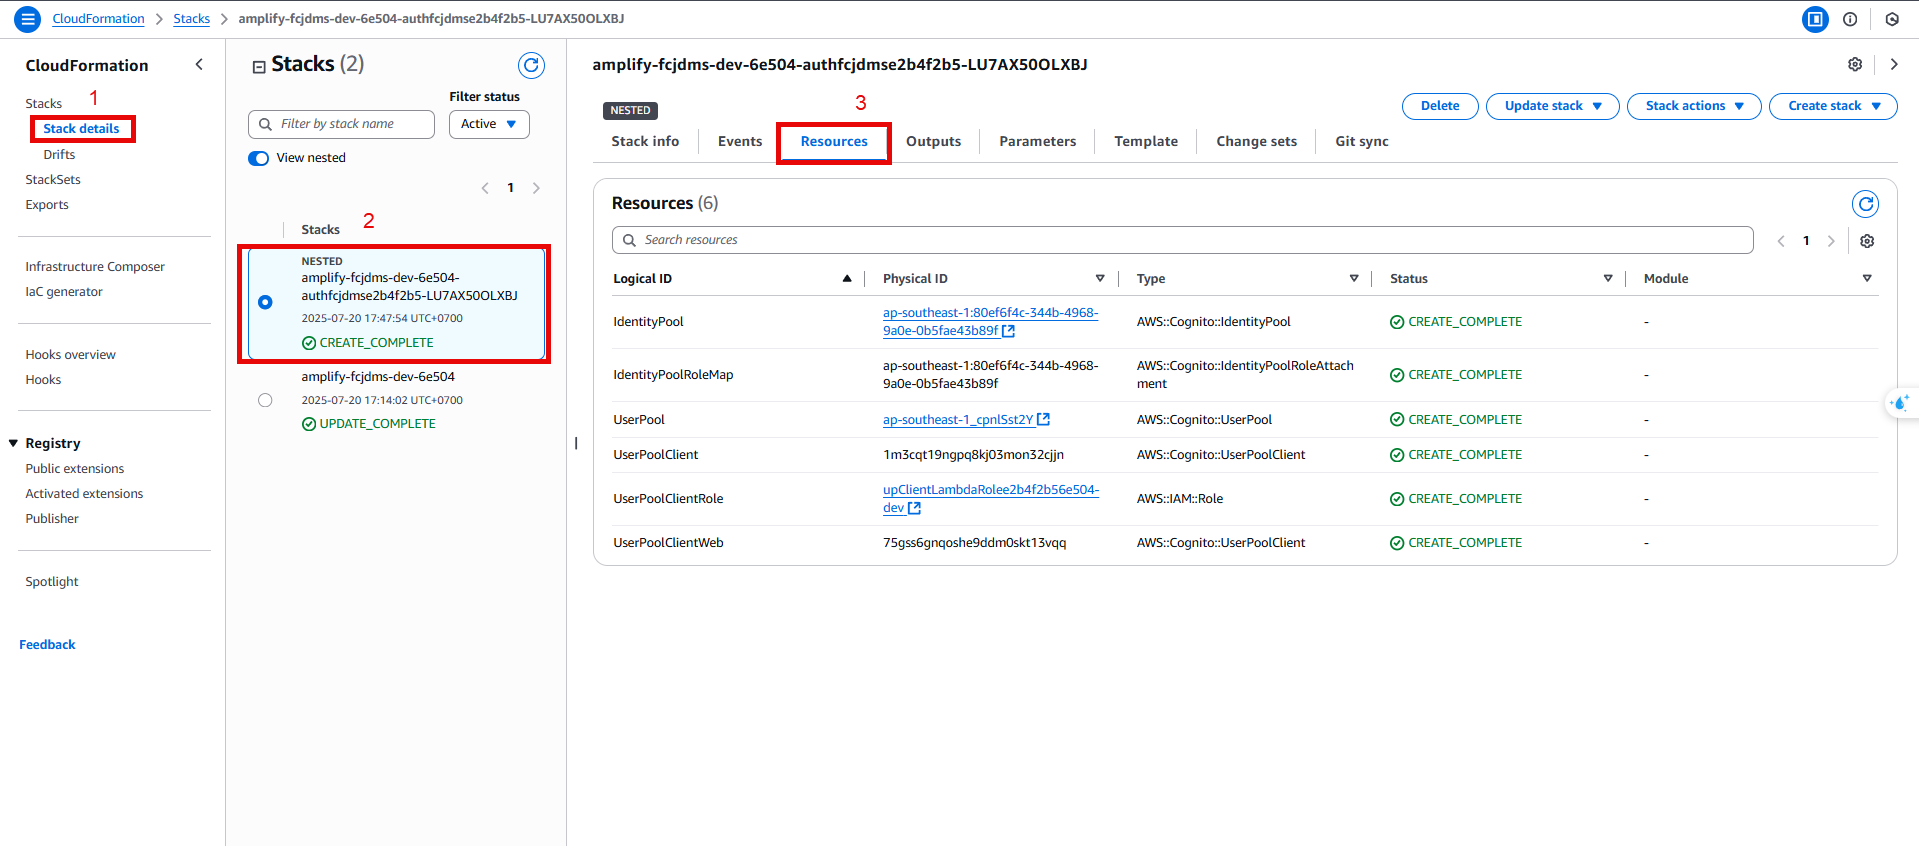 CloudFormation > Stacks > amplify-fcjdms-dev-6e504-authfcjdmse2b4f2b5-LU7AX50OLXBJ
CloudFormation
Stacks
1
Stack details
Drifts
StackSets
Exports
Infrastructure Composer
IaC generator
Hooks overview
Hooks
Registry
Public extensions
Activated extensions
Publisher
Spotlight
Feedback
Stacks (2)
Filter status
Filter by stack name
Active
View nested
1
Stacks
2
NESTED
amplify-fcjdms-dev-6e504-
authfcjdmse2b4f2b5-LU7AX50OLXBJ
2025-07-20 17:47:54 UTC+0700
CREATE_COMPLETE
amplify-fcjdms-dev-6e504
2025-07-20 17:14:02 UTC+0700
UPDATE_COMPLETE
amplify-fcjdms-dev-6e504-authfcjdmse2b4f2b5-LU7AX50OLXBJ
NESTED
3
Delete Update stack Stack actions Create stack
Stack info Events Resources Outputs Parameters Template Change sets Git sync
Resources (6)
Search resources
1
Logical ID Physical ID Type Status Module
IdentityPool ap-southeast-1:80ef6f4c-344b-4968- AWS::Cognito::IdentityPool CREATE_COMPLETE -
9a0e-0b5fae43b89f
IdentityPoolRoleMap ap-southeast-1:80ef6f4c-344b-4968- AWS::Cognito::IdentityPoolRoleAttach CREATE_COMPLETE -
9a0e-0b5fae43b89f ment
UserPool ap-southeast-1_cpnlSst2Y AWS::Cognito::UserPool CREATE_COMPLETE -
UserPoolClient 1m3cqt19ngpq8kj03mon32cjjn AWS::Cognito::UserPoolClient CREATE_COMPLETE -
UserPoolClientRole upClientLambdaRolee2b4f2b56e504- AWS::IAM::Role CREATE_COMPLETE -
dev
UserPoolClientWeb 75gss6gnqoshe9ddm0skt13vqq AWS::Cognito::UserPoolClient CREATE_COMPLETE -